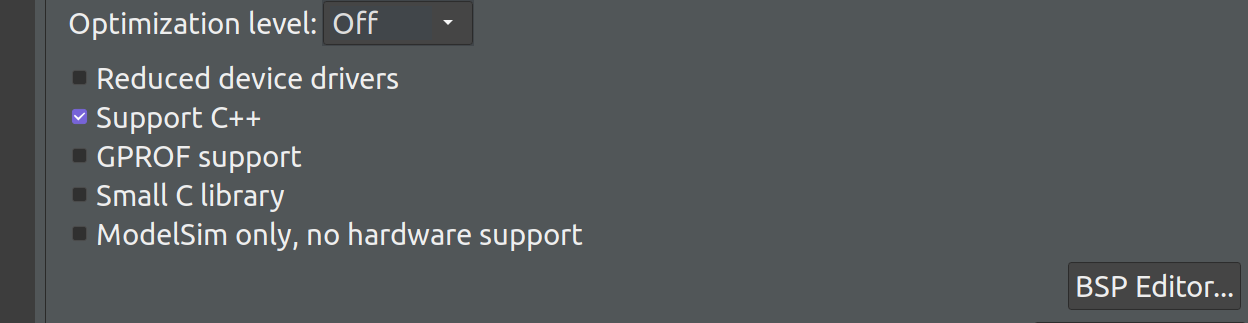 Optimization level: Off
Reduced device drivers
Support C++
GPROF support
Small C library
ModelSim only, no hardware support
BSP Editor...